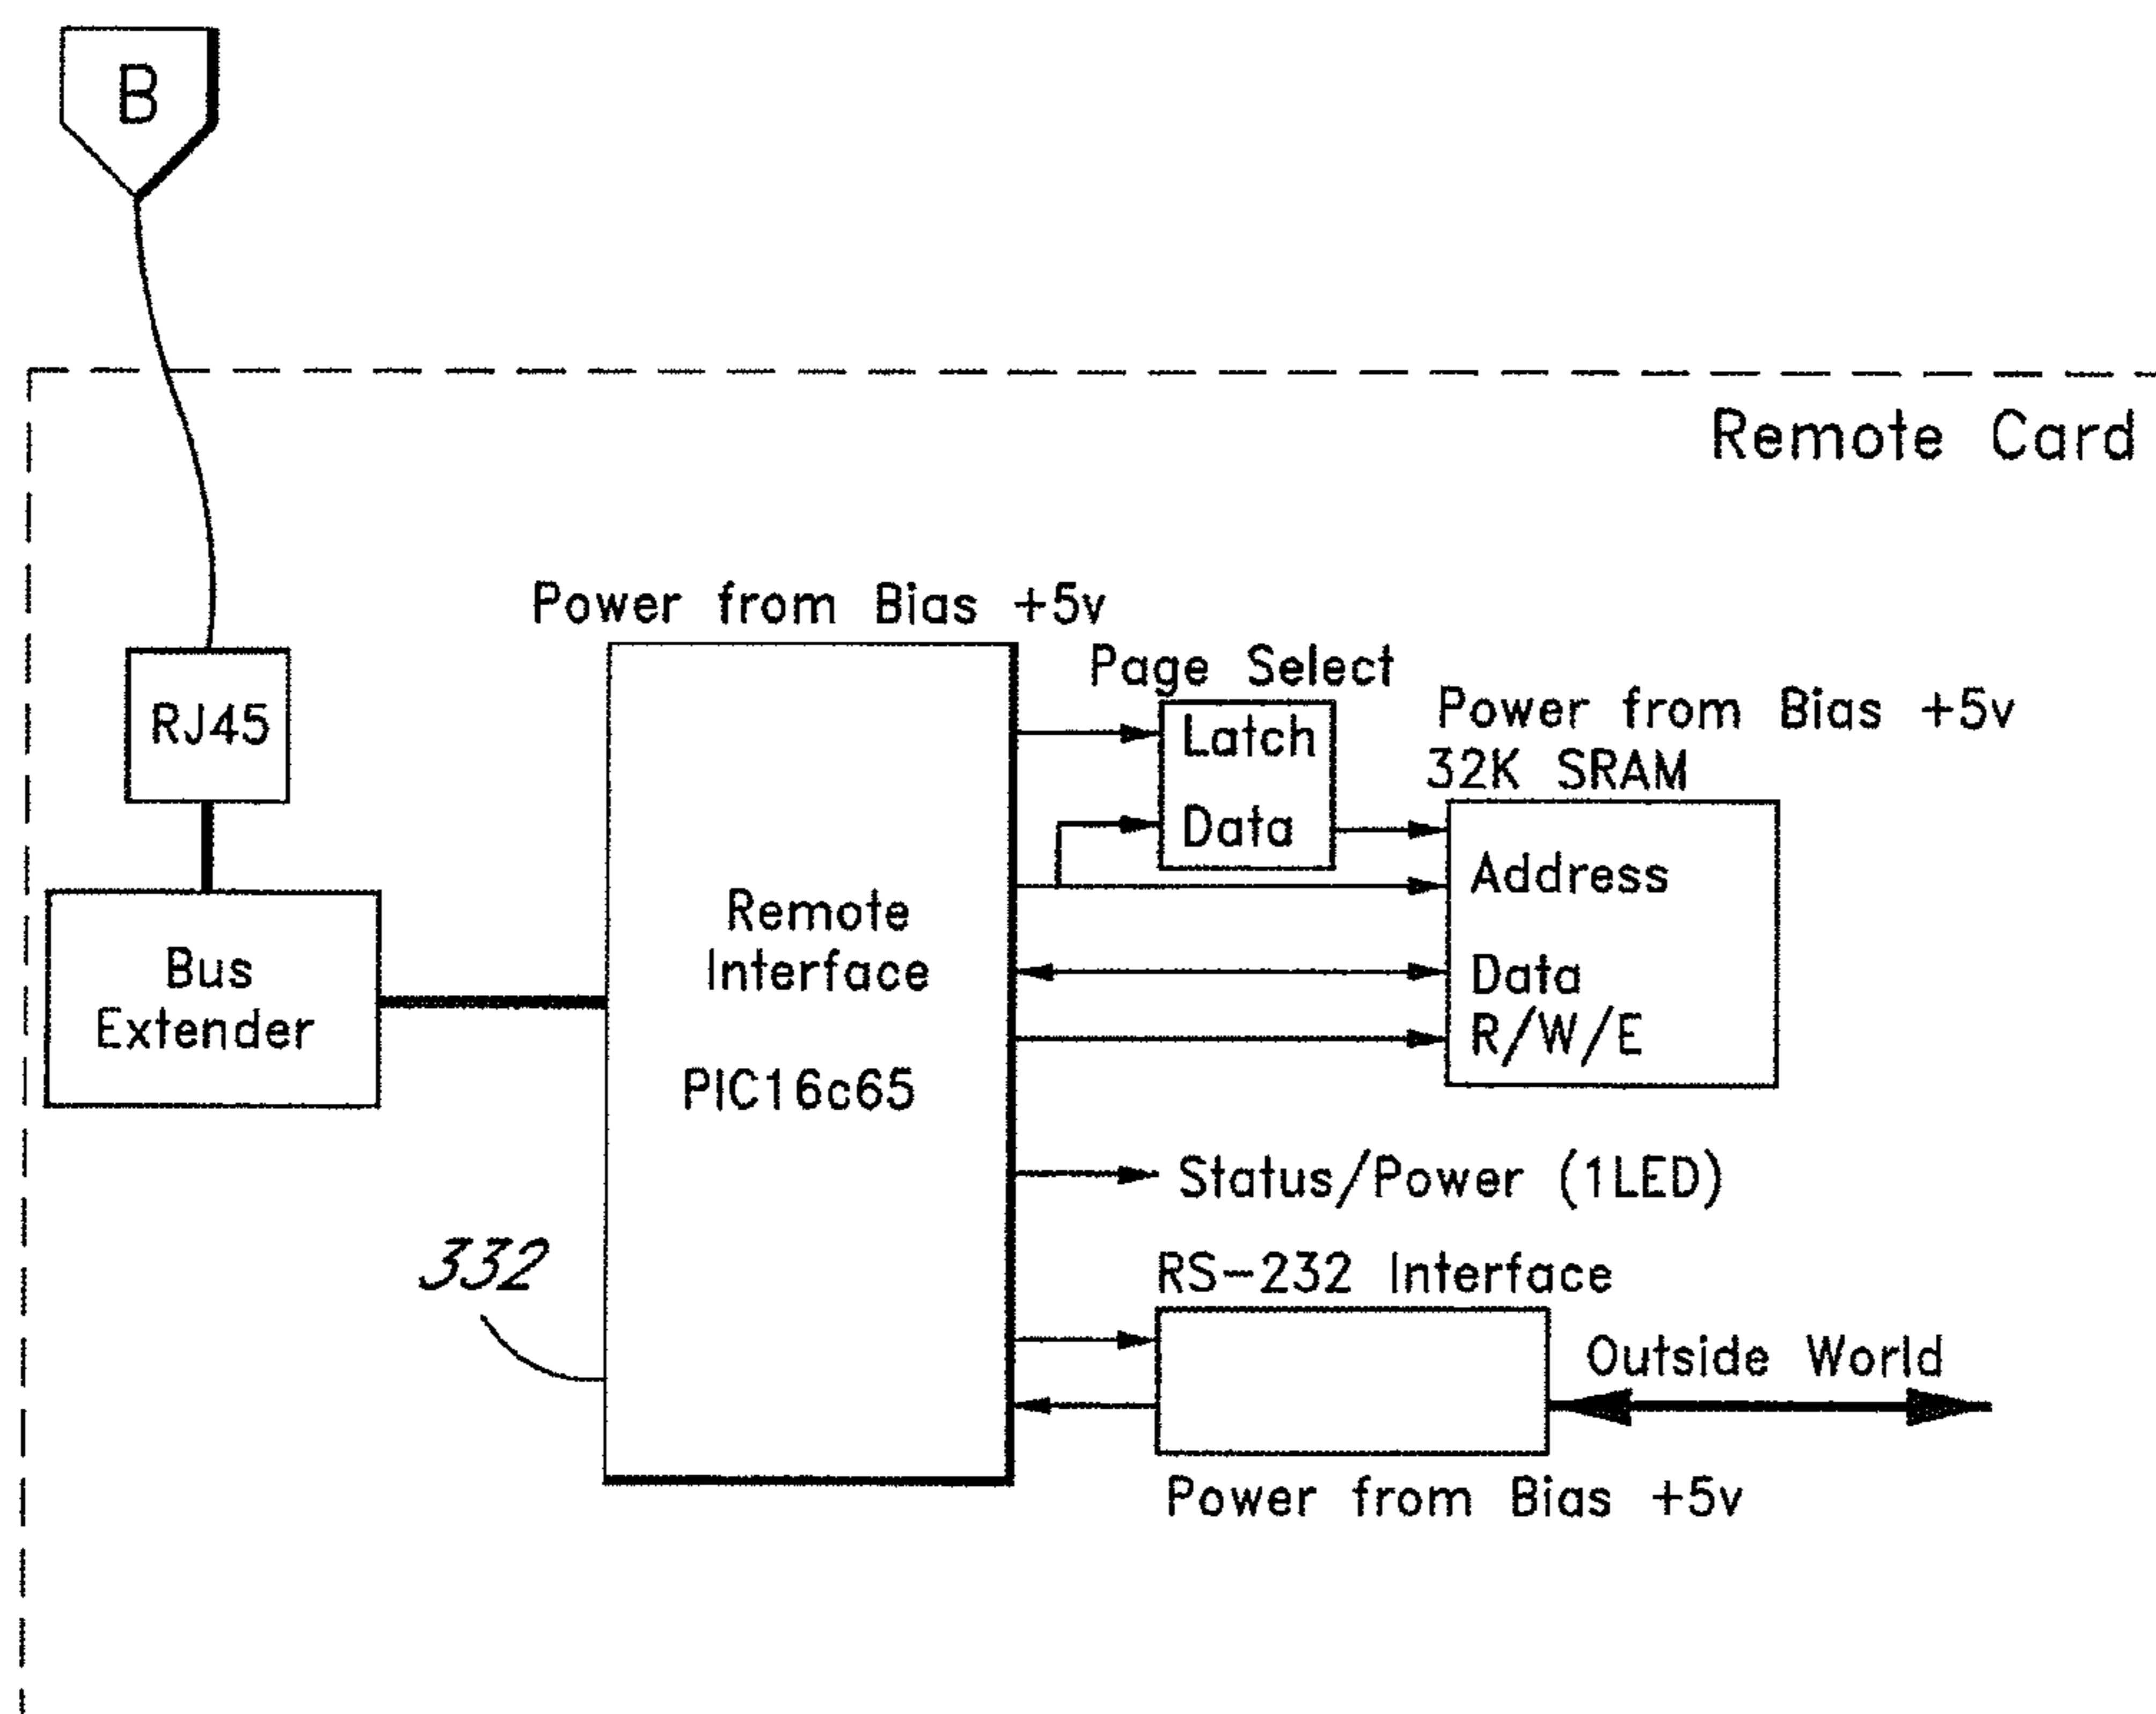 B
Remote Card
Power from Bias +5v
RJ45
Bus
Extender
Remote
Interface
PIC16c65
332
Page Select
Latch
Data
Power from Bias +5v
32K SRAM
Address
Data
R/W/E
Status/Power (1LED)
RS-232 Interface
Outside World
Power from Bias +5v